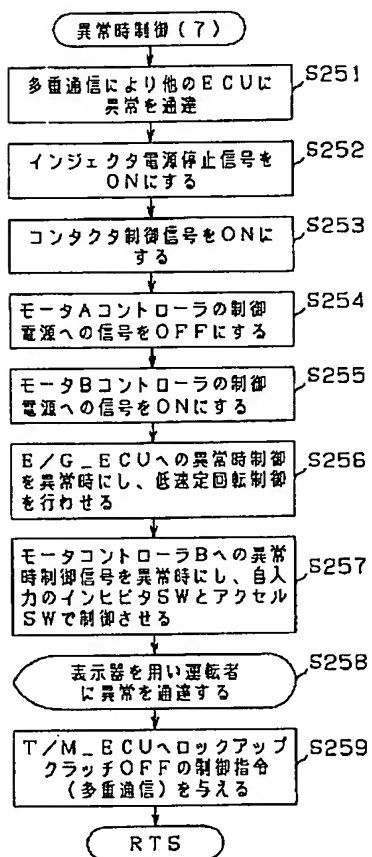 異常時制御(7)
多重通信により他のECUに
異常を通達
S251
インジェクタ電源停止信号を
ONにする
S252
コンタクタ制御信号をONに
する
S253
モータAコントローラの制御
電源への信号をOFFにする
S254
モータBコントローラの制御
電源への信号をONにする
S255
E/G_ECUへの異常時制御
を異常時にし、低速定回転制御
を行わせる
S256
モータコントローラBへの異常
時制御信号を異常時にし、自入
力のインヒビタSWとアクセル
SWで制御させる
S257
表示器を用い運転者
に異常を通達する
S258
T/M_ECUへロックアップ
クラッチOFFの制御指令
(多重通信)を与える
S259
RTS